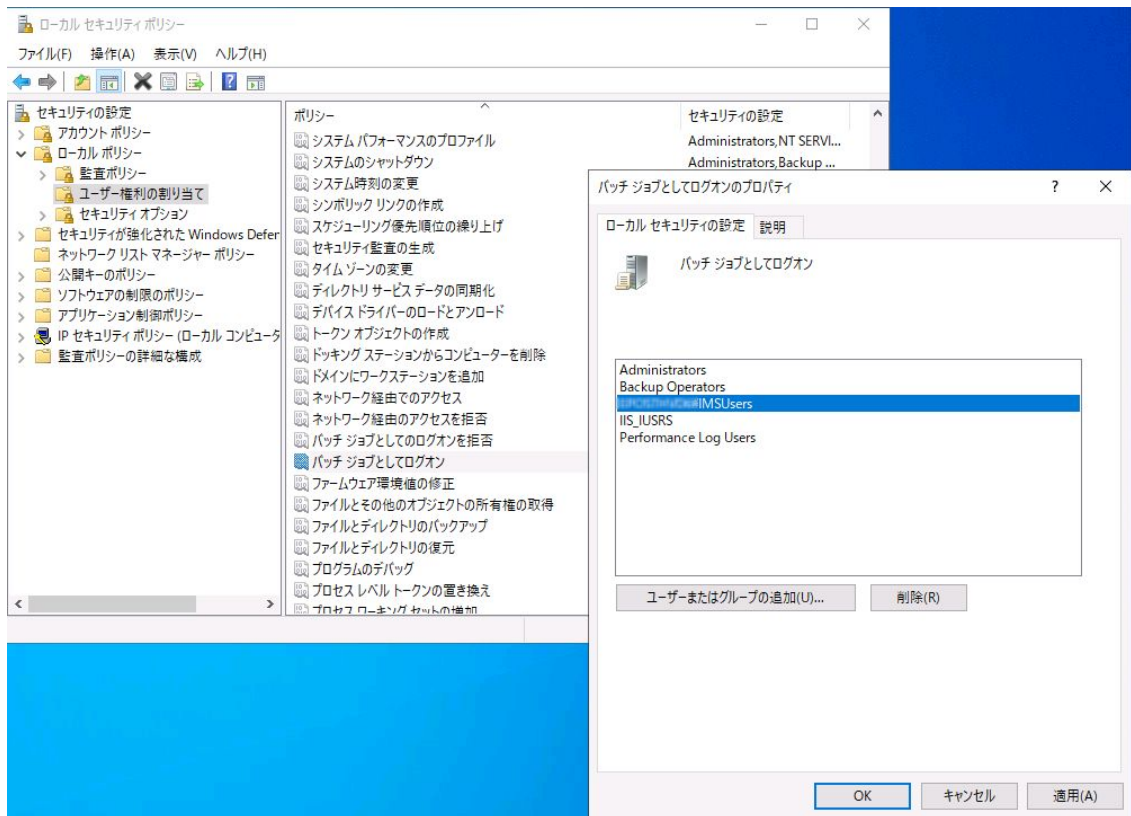 ローカル セキュリティ ポリシー
ファイル(F) 操作(A) 表示(V) ヘルプ(H)
セキュリティの設定
アカウント ポリシー
ローカル ポリシー
監査ポリシー
ユーザー権利の割り当て
セキュリティ オプション
セキュリティが強化された Windows Defer
ネットワーク リスト マネージャー ポリシー
公開キーのポリシー
ソフトウェアの制限のポリシー
アプリケーション制御ポリシー
IP セキュリティ ポリシー (ローカル コンピュータ
監査ポリシーの詳細な構成
ポリシー セキュリティの設定
システム パフォーマンスのプロファイル Administrators,NT SERVI...
システムのシャットダウン Administrators,Backup ...
システム時刻の変更
シンボリック リンクの作成
スケジューリング優先順位の繰り上げ
セキュリティ監査の生成
タイム ゾーンの変更
ディレクトリ サービス データの同期化
デバイス ドライバーのロードとアンロード
トークン オブジェクトの作成
ドッキング ステーションからコンピューターを削除
ドメインにワークステーションを追加
ネットワーク経由でのアクセス
ネットワーク経由のアクセスを拒否
バッチ ジョブとしてのログオンを拒否
バッチ ジョブとしてログオン
ファームウェア環境値の修正
ファイルとその他のオブジェクトの所有権の取得
ファイルとディレクトリのバックアップ
ファイルとディレクトリの復元
プログラムのデバッグ
プロセス レベル トークンの置き換え
プロセス ワーキング セットの増加
バッチ ジョブとしてログオンのプロパティ
ローカル セキュリティの設定 説明
バッチ ジョブとしてログオン
Administrators
Backup Operators
IMSUsers
IIS_IUSRS
Performance Log Users
ユーザーまたはグループの追加(U)... 削除(R)
OK キャンセル 適用(A)